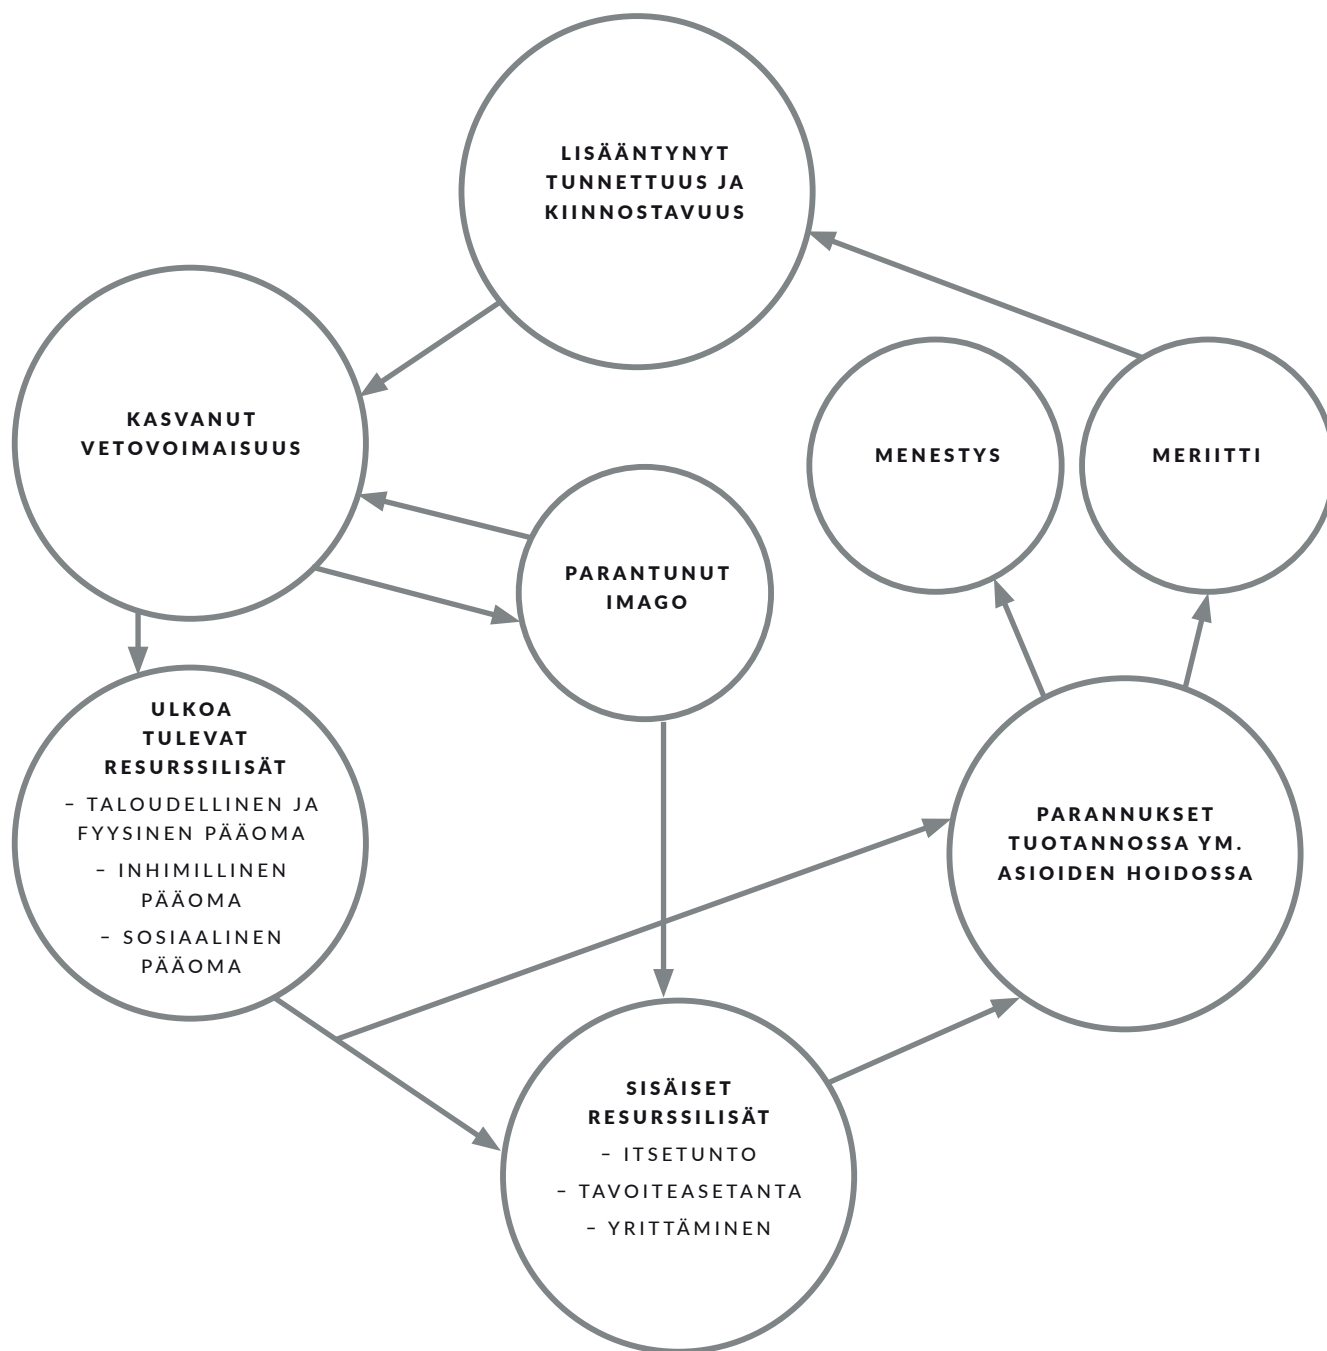 LISÄÄNTYNYT
TUNNETTUUS JA
KIINNOSTAVUUS
KASVANUT
VETOVOIMAISUUS
MENESTYS
MERIITTI
PARANTUNUT
IMAGO
ULKOA
TULEVAT
RESURSSILISÄT
– TALOUDELLINEN JA
FYYSINEN PÄÄOMA
– INHIMILLINEN
PÄÄOMA
– SOSIAALINEN
PÄÄOMA
PARANNUKSET
TUOTANNOSSA YM.
ASIOIDEN HOIDOSSA
SISÄISET
RESURSSILISÄT
– ITSETUNTO
– TAVOITEASETANTA
– YRITTÄMINEN